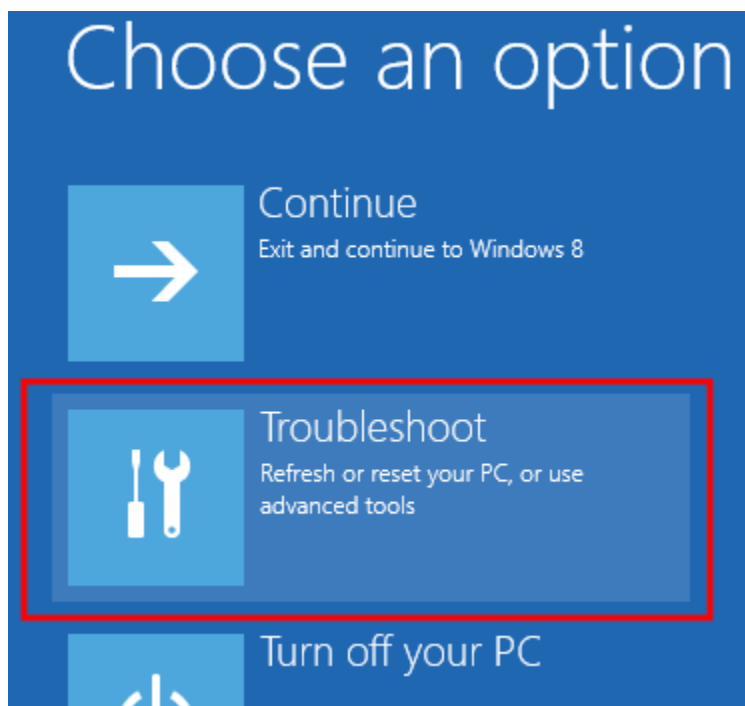 Choose an option
Continue
Exit and continue to Windows 8
Troubleshoot
Refresh or reset your PC, or use
advanced tools
Turn off your PC